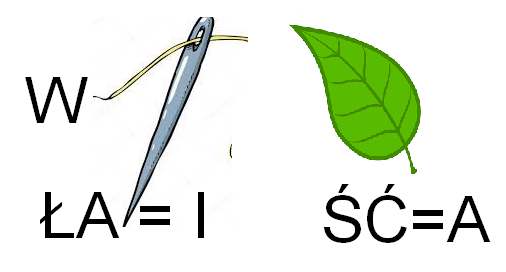 W
ŁA = I
ŚĆ=A